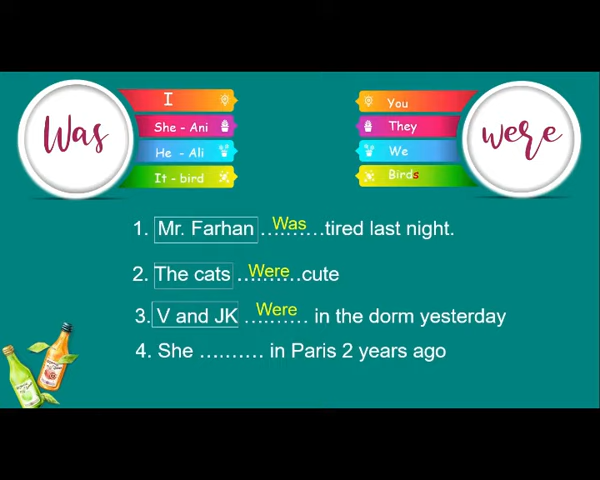 Was
I
She - Ani
He - Ali
It - bird
were
You
They
We
Birds
1. Mr. Farhan ...Was......tired last night.
2. The cats ..Were.......cute
3. V and JK ..Were....... in the dorm yesterday
4. She .......... in Paris 2 years ago